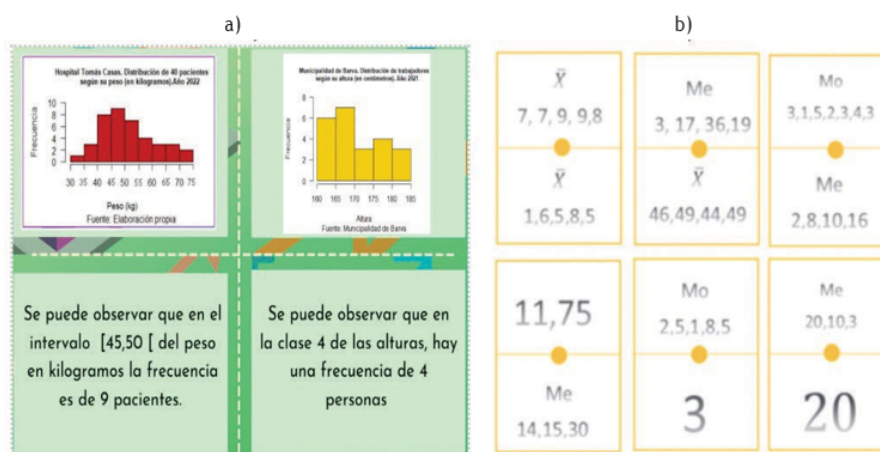 a)
b)
Hospital Tomás Casas. Distribución de 40 pacientes
según su peso (en kilogramos).Año 2022
Frecuencia
10
8
6
4
2
0
30 35 40 45 50 55 60 65 70 75
Peso (kg)
Fuente: Elaboración propia
Municipalidad de Barva. Distribución de trabajadores
según su altura (en centímetros). Año 2021
Frecuencia
8
6
4
2
0
160 165 170 175 180 185
Altura
Fuente: Municipalidad de Barva
Se puede observar que en el
intervalo [45,50 [ del peso
en kilogramos la frecuencia
es de 9 pacientes.
Se puede observar que en
la clase 4 de las alturas, hay
una frecuencia de 4
personas
X̄
7, 7, 9, 9,8
X̄
1,6,5,8,5
Me
3, 17, 36,19
X̄
46,49,44,49
Mo
3,1,5,2,3,4,3
Me
2,8,10,16
11,75
Me
14,15,30
Mo
2,5,1,8,5
3
Me
20,10,3
20